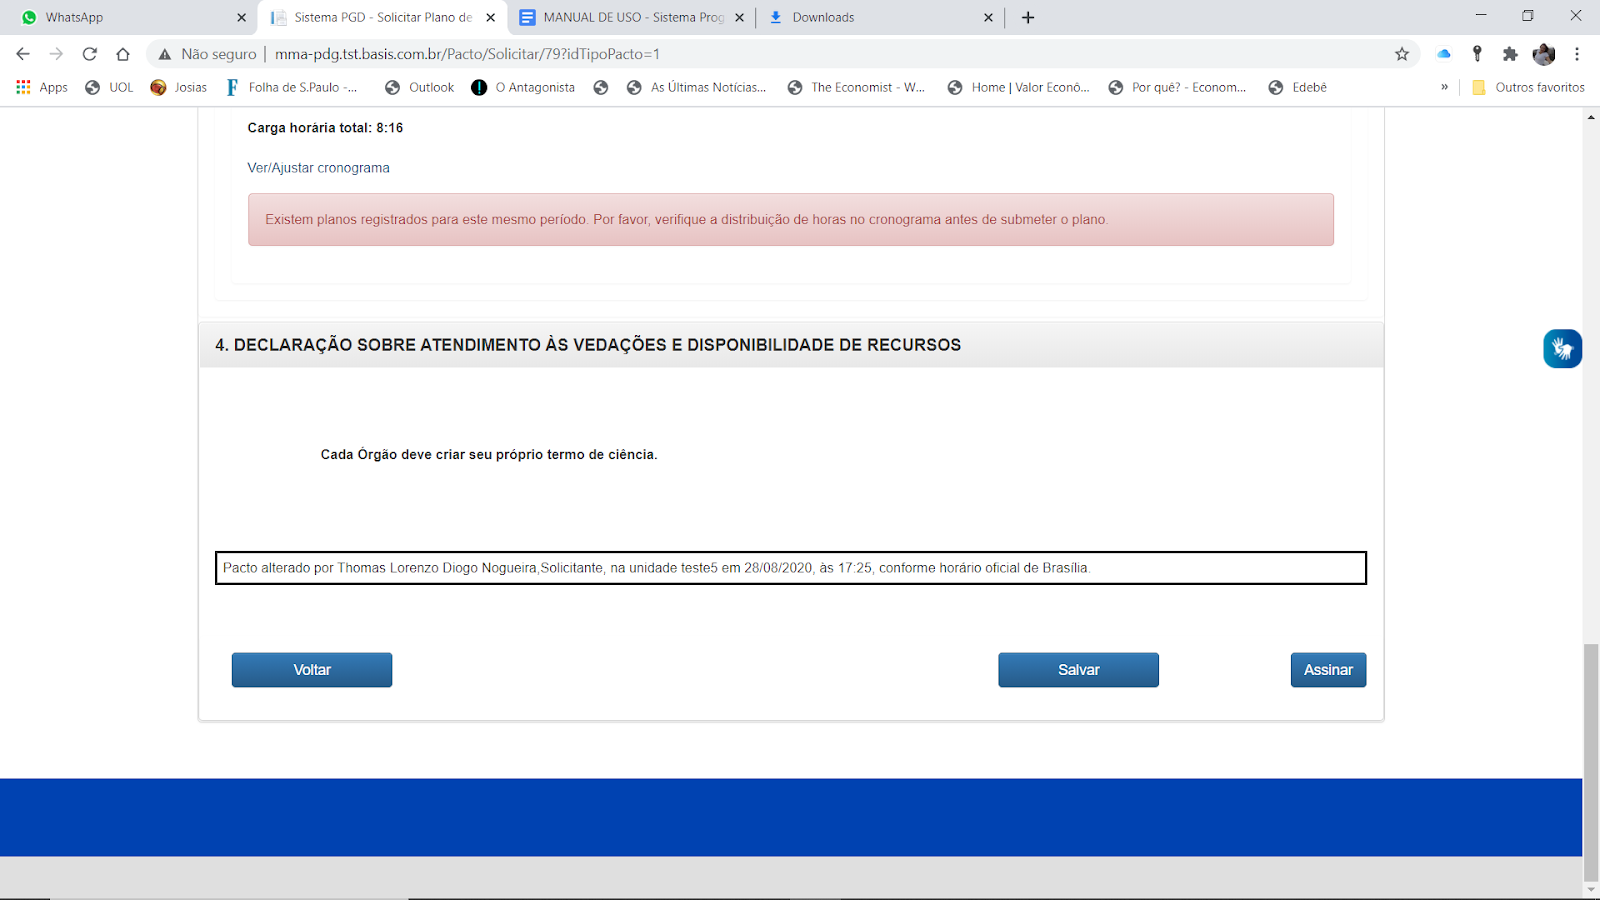 WhatsApp
Sistema PGD - Solicitar Plano de
MANUAL DE USO - Sistema Prog
Downloads
Não seguro
mma-pdg.tst.basis.com.br/Pacto/Solicitar/79?idTipoPacto=1
Apps
UOL
Josias
Folha de S.Paulo -...
Outlook
O Antagonista
As Últimas Notícias...
The Economist - W...
Home | Valor Econô...
Por quê? - Econom...
Edebê
»
Outros favoritos
Carga horária total: 8:16
Ver/Ajustar cronograma
Existem planos registrados para este mesmo período. Por favor, verifique a distribuição de horas no cronograma antes de submeter o plano.
4. DECLARAÇÃO SOBRE ATENDIMENTO ÀS VEDAÇÕES E DISPONIBILIDADE DE RECURSOS
Cada Órgão deve criar seu próprio termo de ciência.
Pacto alterado por Thomas Lorenzo Diogo Nogueira,Solicitante, na unidade teste5 em 28/08/2020, às 17:25, conforme horário oficial de Brasília.
Voltar
Salvar
Assinar